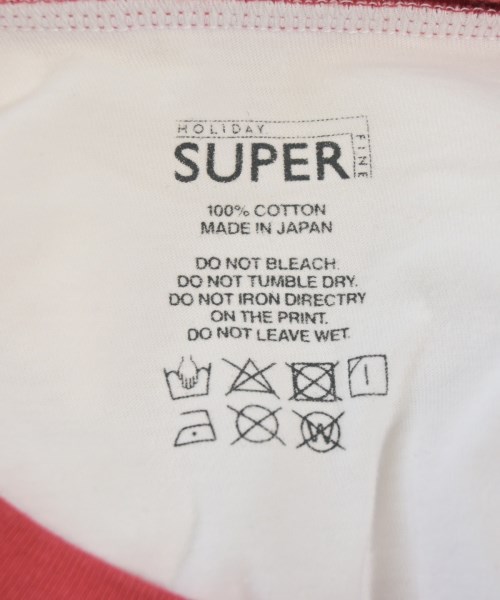 HOLIDAY
SUPER
FINE
100% COTTON
MADE IN JAPAN
DO NOT BLEACH.
DO NOT TUMBLE DRY.
DO NOT IRON DIRECTRY
ON THE PRINT.
DO NOT LEAVE WET.
W